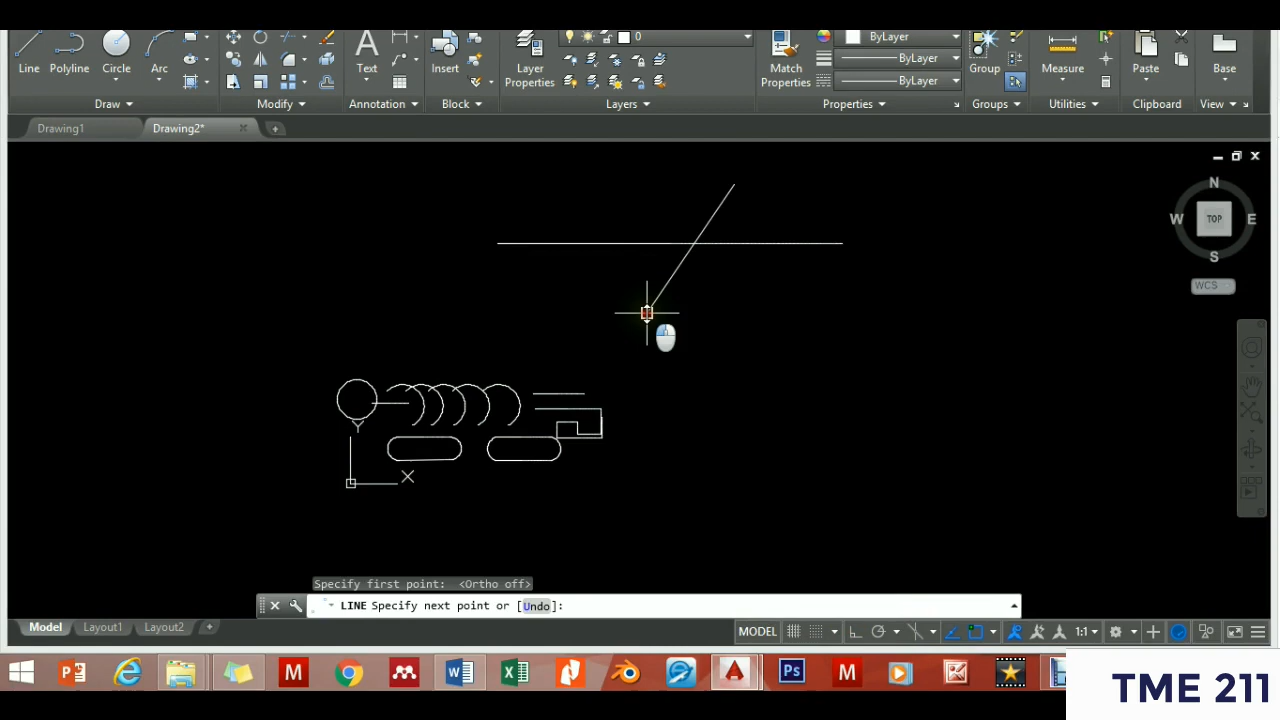 0
ByLayer
ByLayer
ByLayer
Line Polyline Circle Arc
Text
Insert
Layer
Properties
Match
Properties
Group
Measure
Paste
Base
Draw Modify Annotation Block Layers Properties Groups Utilities Clipboard View
Drawing1 Drawing2*
N
W TOP E
S
WCS
Y
X
Specify first point: <Ortho off>
LINE Specify next point or [Undo]:
Model Layout1 Layout2
MODEL 1:1
TME 211